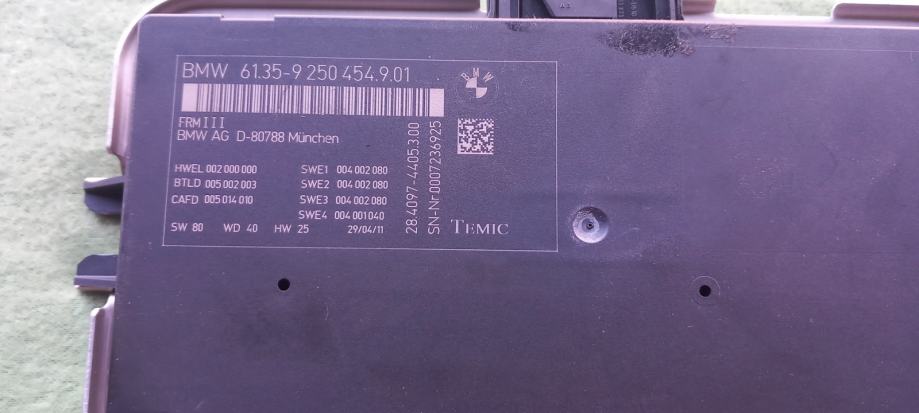 BMW 61.35-9 250 454.9.01
BMW
FRMIII
BMW AG D-80788 München
HWEL 002 000 000
BTLD 005 002 003
CAFD 005 014 010
SWE1 004 002 080
SWE2 004 002 080
SWE3 004 002 080
SWE4 004 001 040
SW 80 WD 40 HW 25 29/04/11
28.4097-4405.3.00
SN-Nr.0007236925
TEMIC